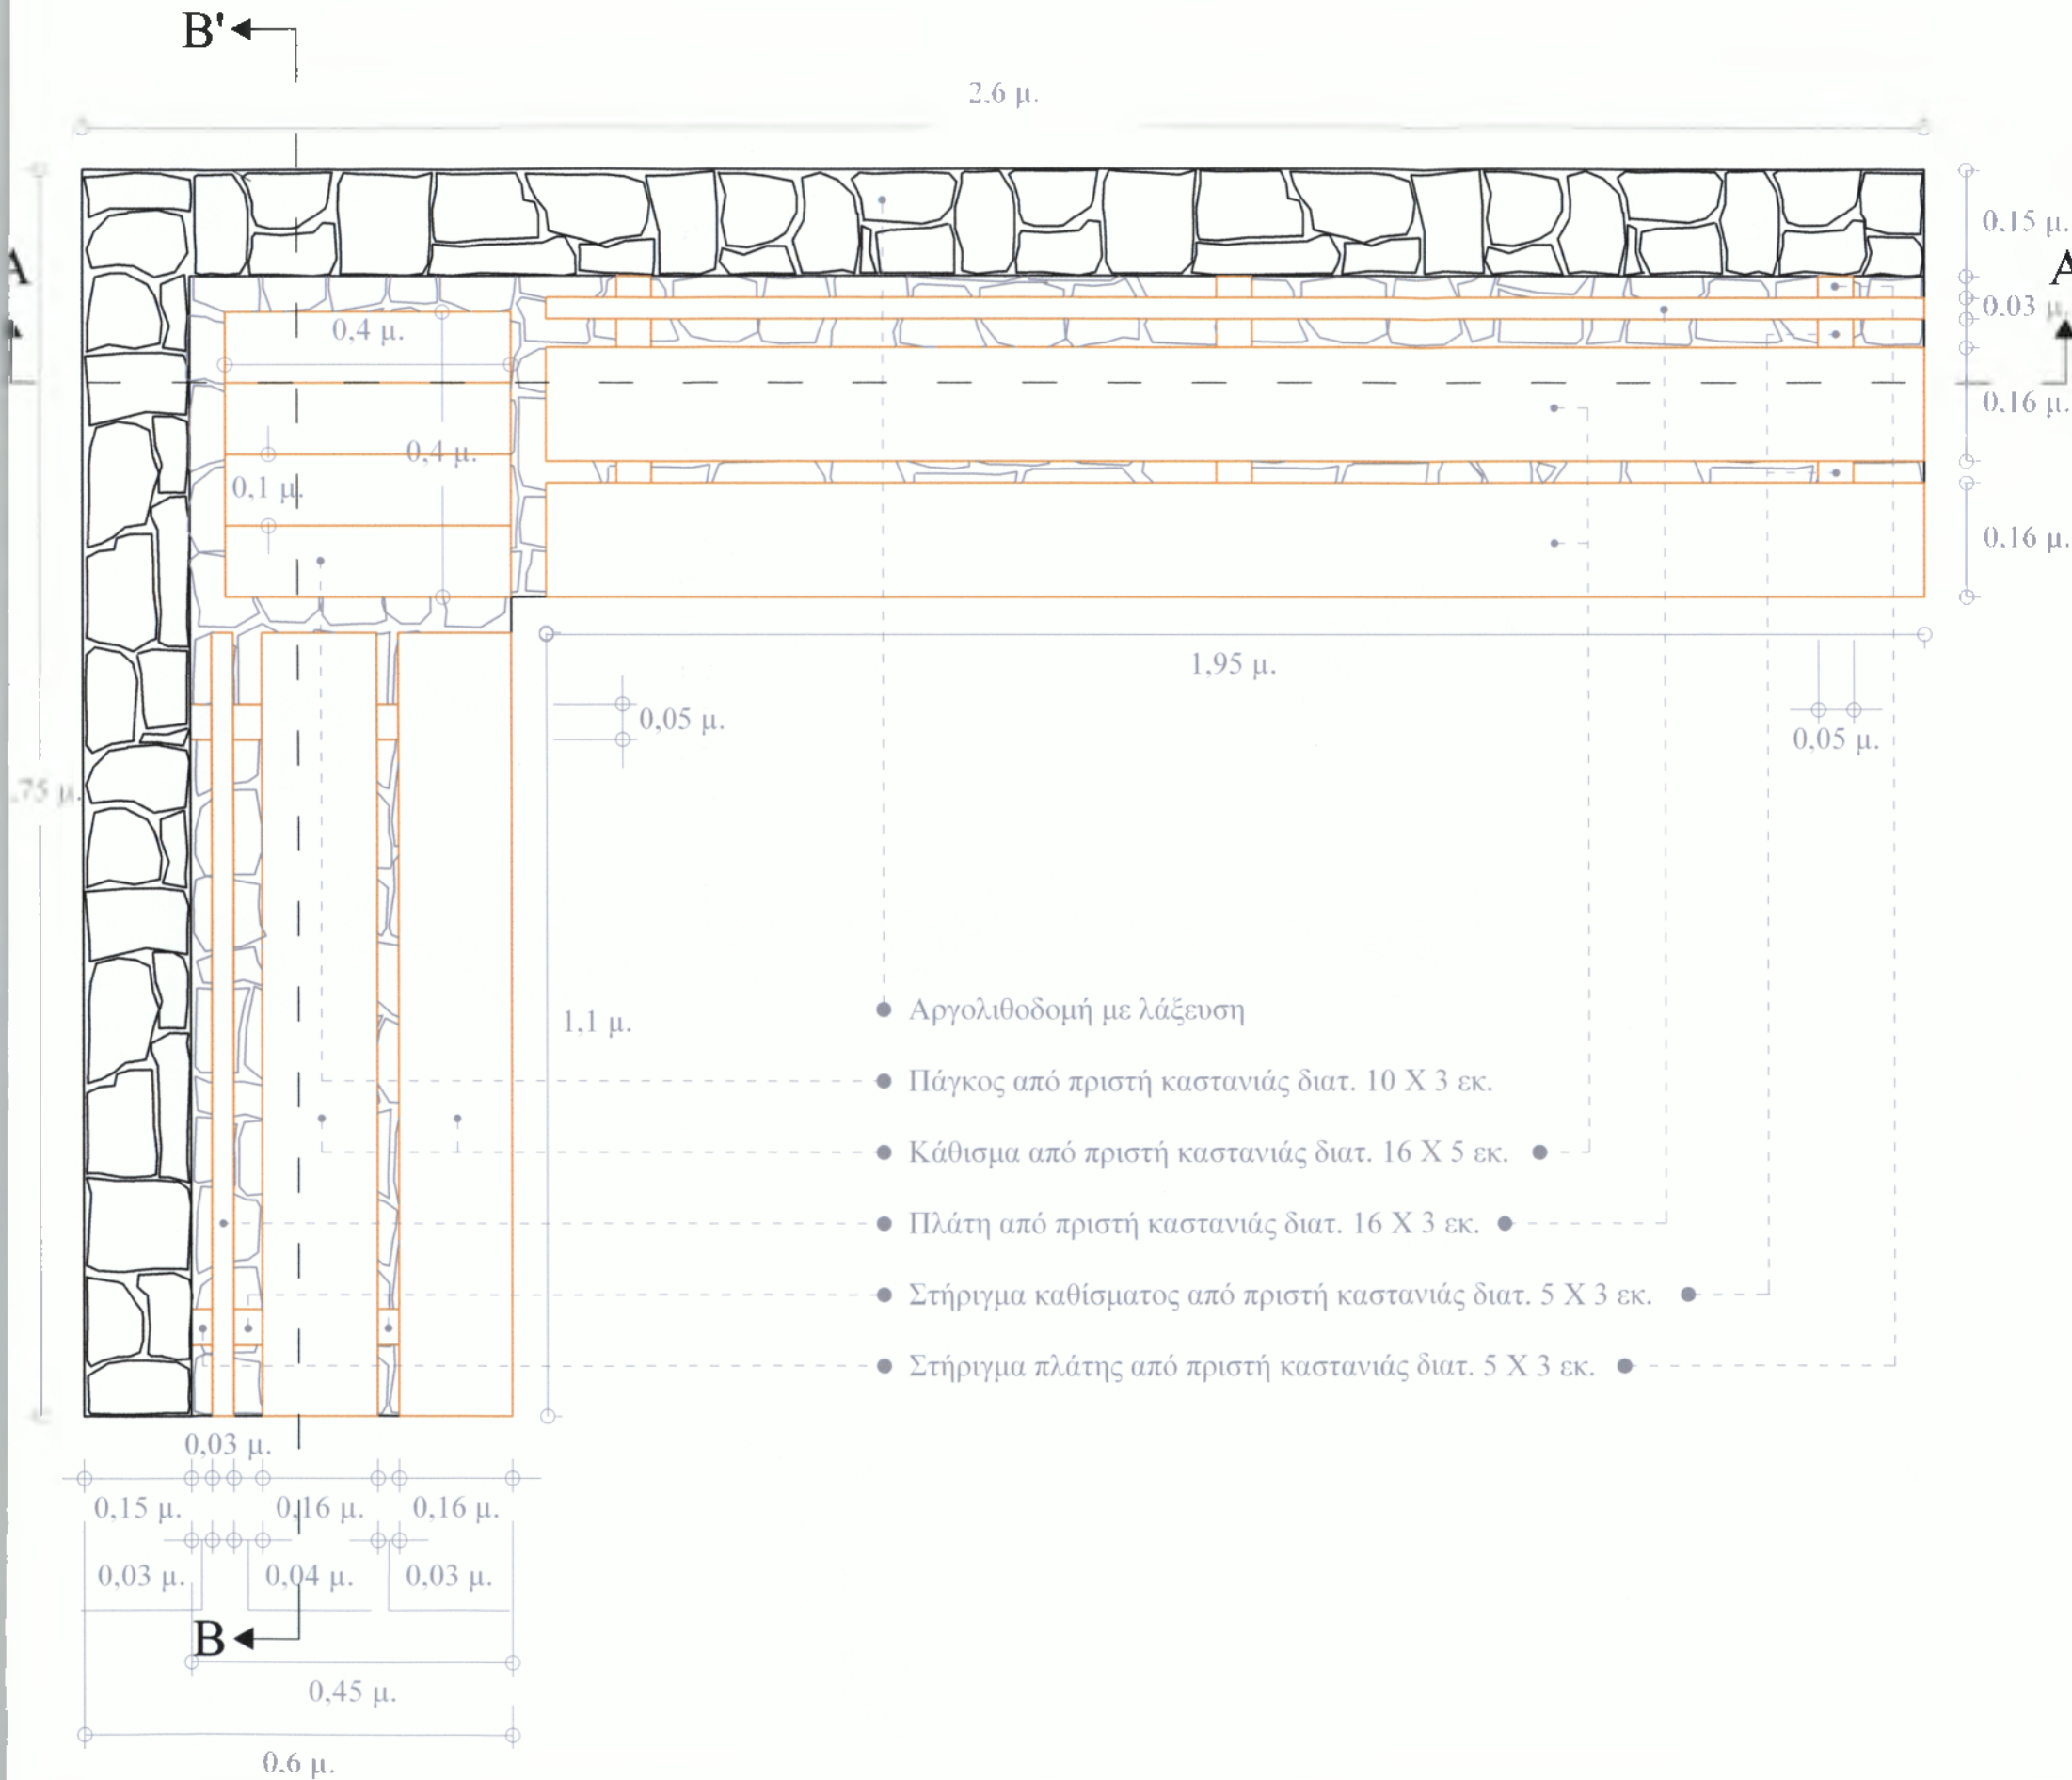 B'
2.6 μ.
0.15 μ.
A
A
0.03 μ.
0,4 μ.
0.16 μ.
0,4 μ.
0,1 μ.
0.16 μ.
1,95 μ.
0,05 μ.
0,05 μ.
.75 μ.
Αργολιθοδομή με λάξευση
1,1 μ.
Πάγκος από πριστή καστανιάς διατ. 10 Χ 3 εκ.
Κάθισμα από πριστή καστανιάς διατ. 16 Χ 5 εκ.
Πλάτη από πριστή καστανιάς διατ. 16 Χ 3 εκ.
Στήριγμα καθίσματος από πριστή καστανιάς διατ. 5 Χ 3 εκ.
Στήριγμα πλάτης από πριστή καστανιάς διατ. 5 Χ 3 εκ.
0,03 μ.
0,15 μ. 0,16 μ. 0,16 μ.
0,03 μ. 0,04 μ. 0,03 μ.
B
0,45 μ.
0,6 μ.